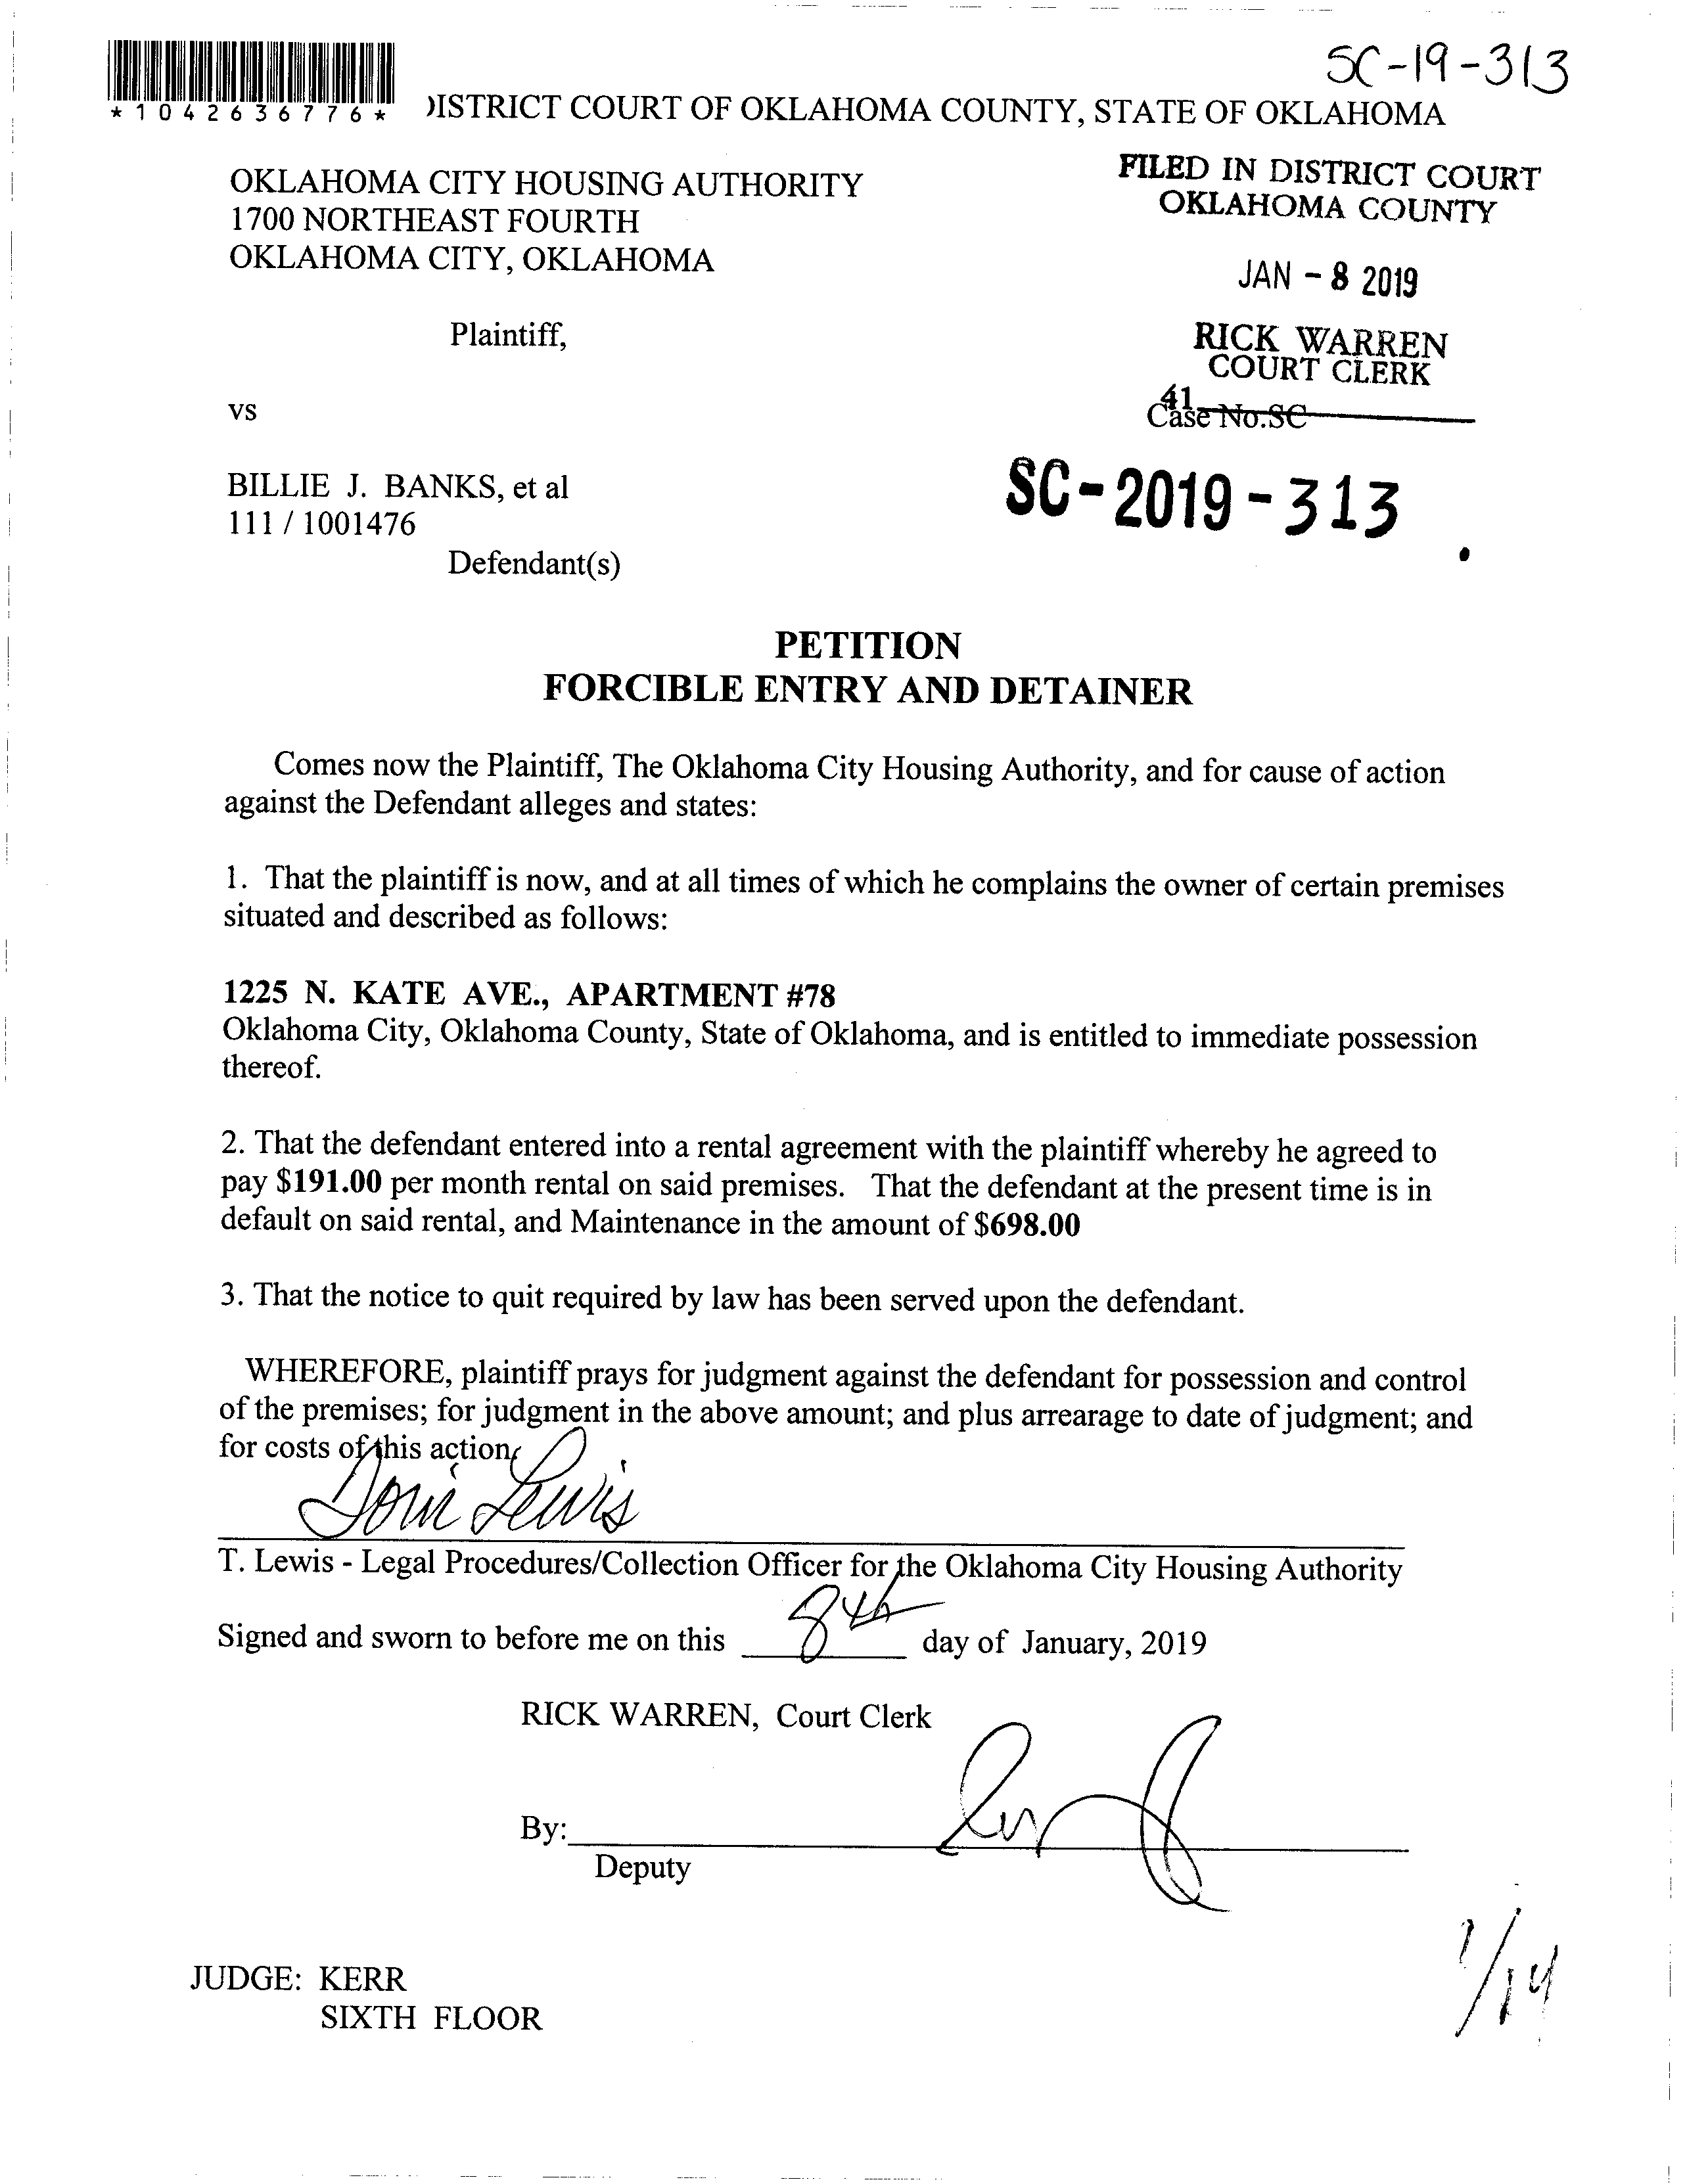 SC-19-313
*1042636776*
)ISTRICT COURT OF OKLAHOMA COUNTY, STATE OF OKLAHOMA
OKLAHOMA CITY HOUSING AUTHORITY
1700 NORTHEAST FOURTH
OKLAHOMA CITY, OKLAHOMA
FILED IN DISTRICT COURT
OKLAHOMA COUNTY
JAN - 8 2019
Plaintiff,
RICK WARREN
COURT CLERK
41
vs
Case No.SC
BILLIE J. BANKS, et al
111 / 1001476
SC-2019-313
Defendant(s)
PETITION
FORCIBLE ENTRY AND DETAINER
Comes now the Plaintiff, The Oklahoma City Housing Authority, and for cause of action
against the Defendant alleges and states:
1. That the plaintiff is now, and at all times of which he complains the owner of certain premises
situated and described as follows:
1225 N. KATE AVE., APARTMENT #78
Oklahoma City, Oklahoma County, State of Oklahoma, and is entitled to immediate possession
thereof.
2. That the defendant entered into a rental agreement with the plaintiff whereby he agreed to
pay $191.00 per month rental on said premises. That the defendant at the present time is in
default on said rental, and Maintenance in the amount of $698.00
3. That the notice to quit required by law has been served upon the defendant.
WHEREFORE, plaintiff prays for judgment against the defendant for possession and control
of the premises; for judgment in the above amount; and plus arrearage to date of judgment; and
for costs of this action.
Lewis
T. Lewis - Legal Procedures/Collection Officer for the Oklahoma City Housing Authority
Signed and sworn to before me on this 8th day of January, 2019
RICK WARREN, Court Clerk
By:
Deputy
1/14
JUDGE: KERR
SIXTH FLOOR